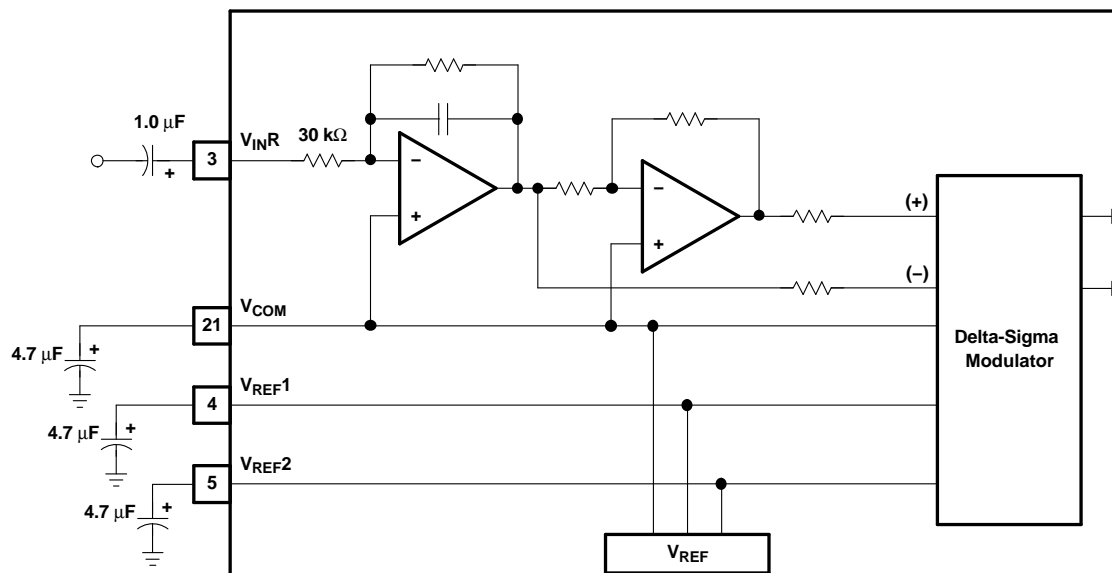 1.0 μF
+
3
VINR
30 kΩ
−
+
−
+
(+)
(−)
21
VCOM
4.7 μF
+
Delta-Sigma
Modulator
4
VREF1
4.7 μF
+
5
VREF2
4.7 μF
+
VREF